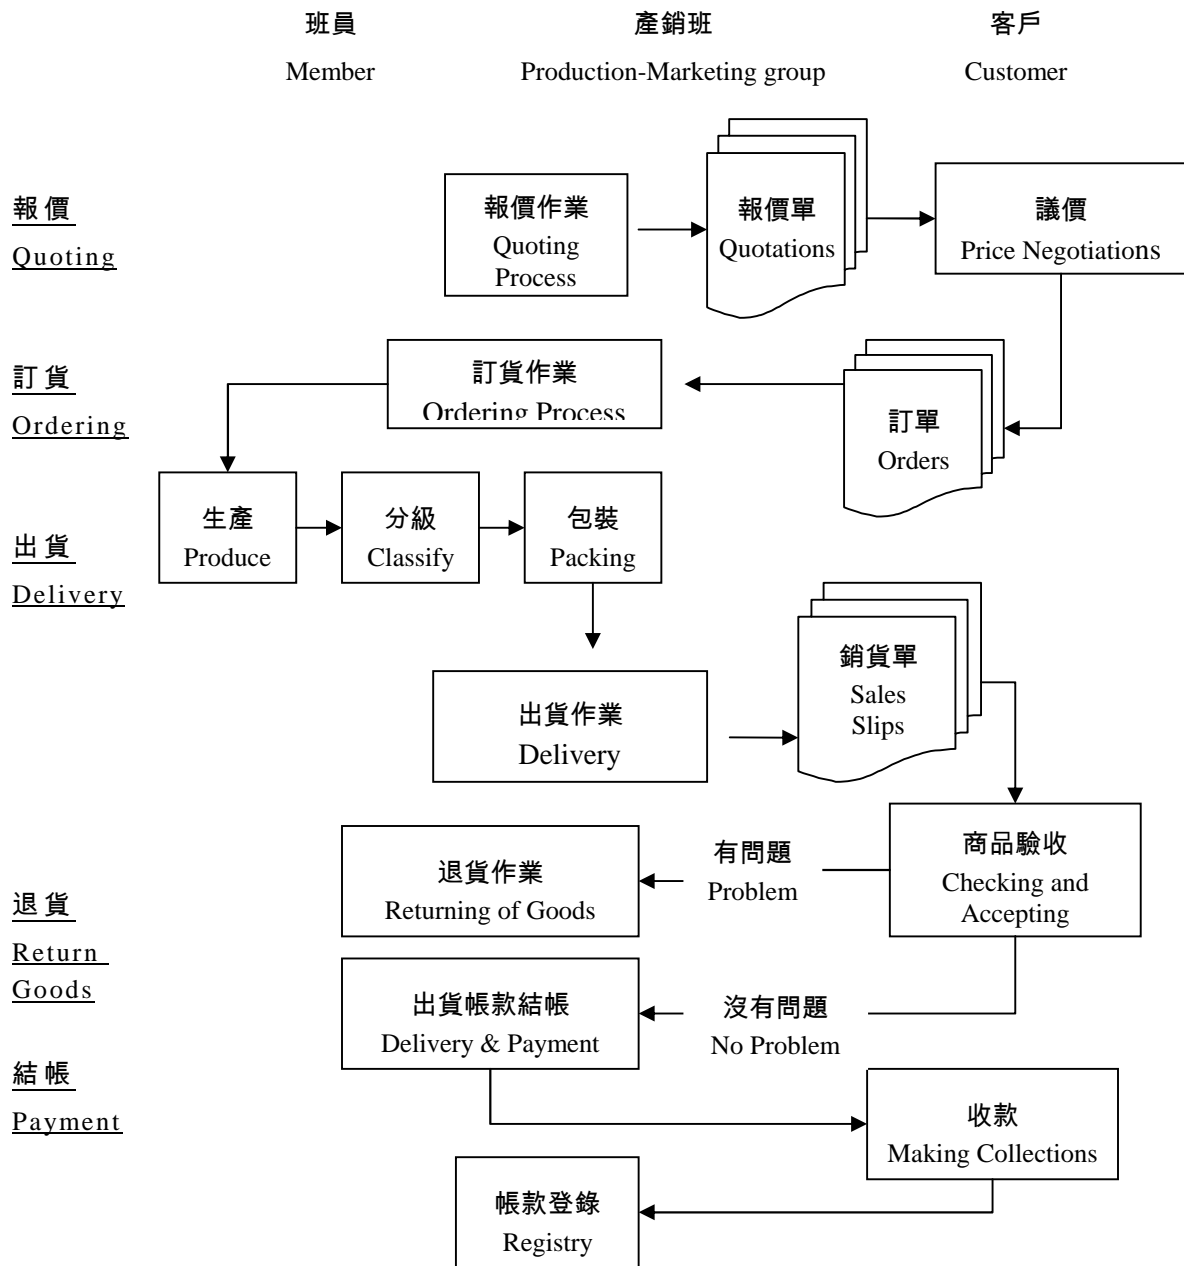 班員
產銷班
客戶
Member
Production-Marketing group
Customer
報價
Quoting
報價作業
Quoting
Process
報價單
Quotations
議價
Price Negotiations
訂貨
Ordering
訂貨作業
Ordering Process
訂單
Orders
出貨
Delivery
生產
Produce
分級
Classify
包裝
Packing
出貨作業
Delivery
銷貨單
Sales
Slips
退貨
Return
Goods
退貨作業
Returning of Goods
有問題
Problem
商品驗收
Checking and
Accepting
出貨帳款結帳
Delivery & Payment
沒有問題
No Problem
結帳
Payment
收款
Making Collections
帳款登錄
Registry